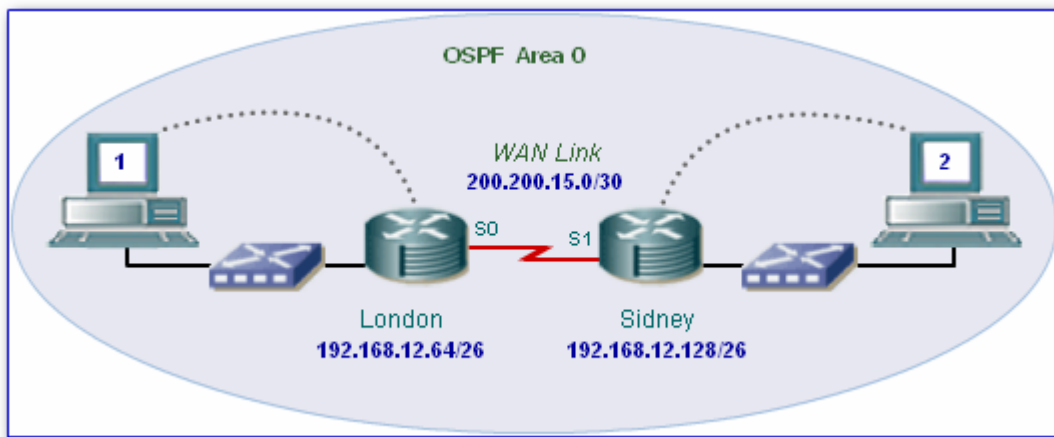 OSPF Area 0
1
2
WAN Link
200.200.15.0/30
S0
S1
London
Sidney
192.168.12.64/26
192.168.12.128/26